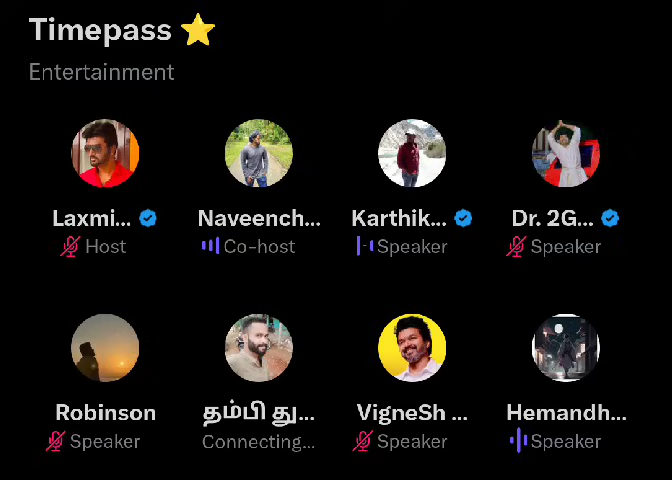 Timepass ⭐
Entertainment
Laxmi... Naveench... Karthik... Dr. 2G...
Host Co-host Speaker Speaker
Robinson தம்பி து... VigneSh ... Hemandh...
Speaker Connecting... Speaker Speaker